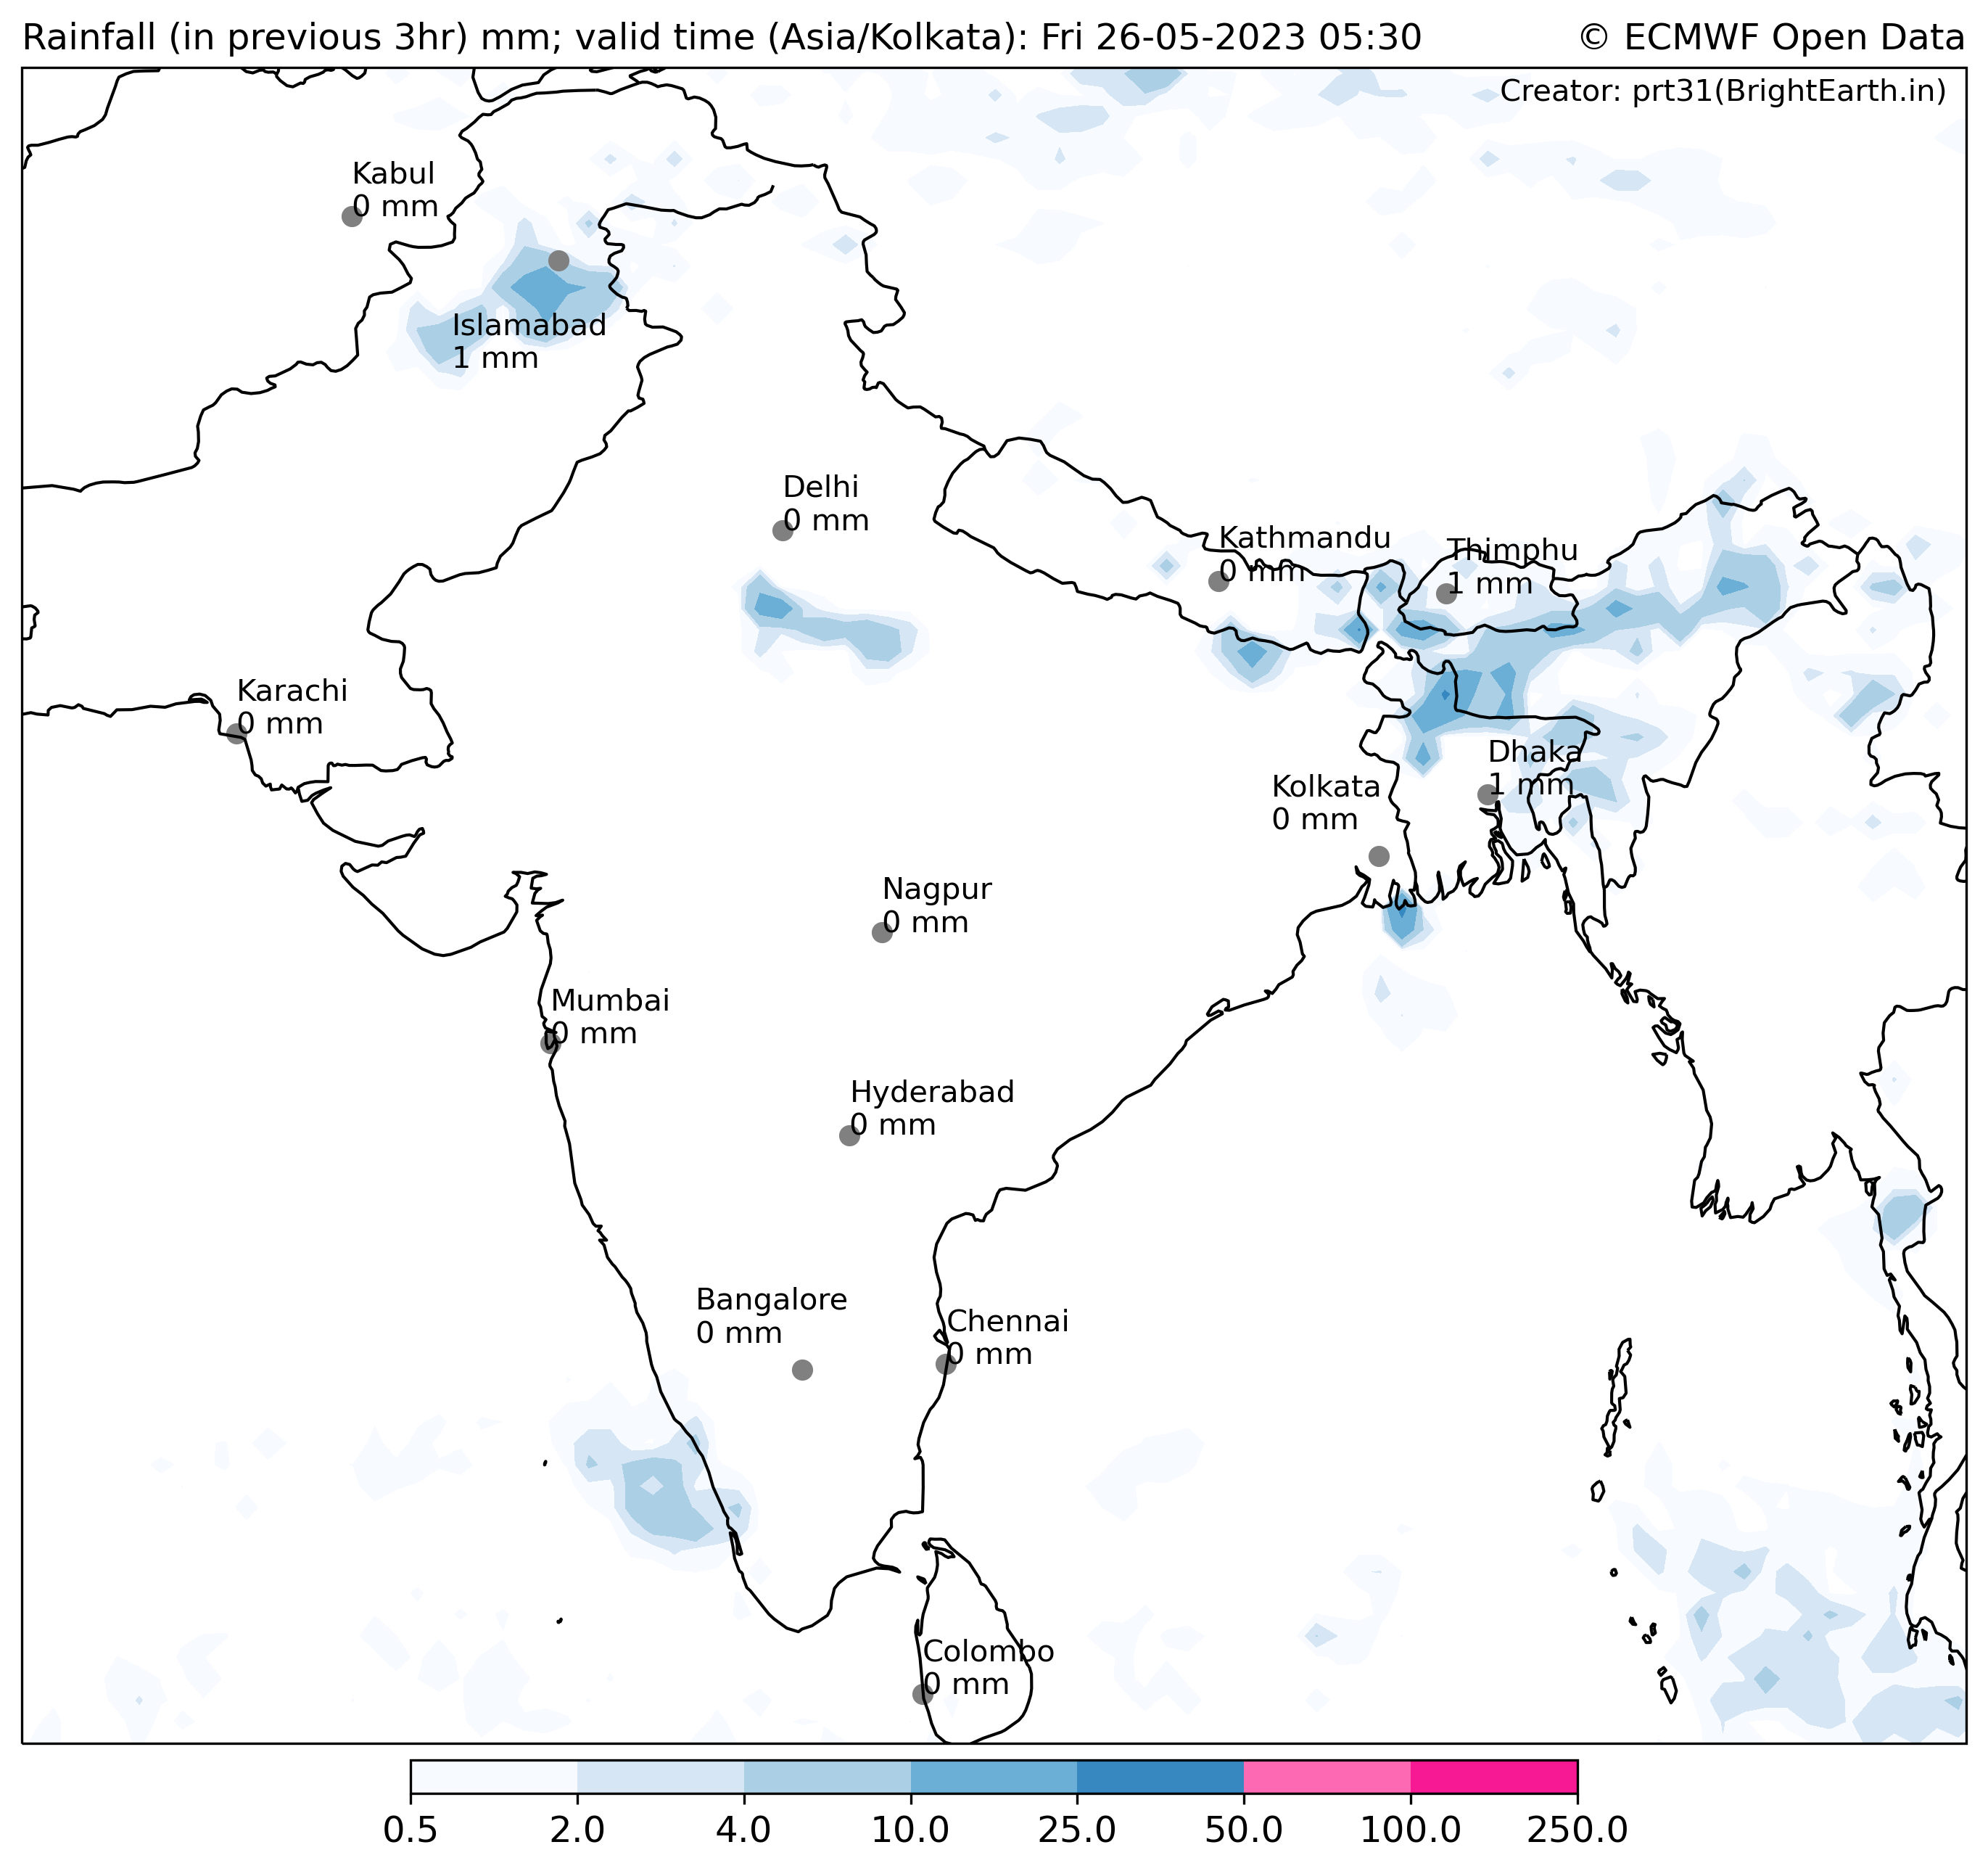 Rainfall (in previous 3hr) mm; valid time (Asia/Kolkata): Fri 26-05-2023 05:30
© ECMWF Open Data
Creator: prt31(BrightEarth.in)
Kabul
0 mm
Islamabad
1 mm
Delhi
0 mm
Kathmandu
0 mm
Thimphu
1 mm
Karachi
0 mm
Dhaka
1 mm
Kolkata
0 mm
Nagpur
0 mm
Mumbai
0 mm
Hyderabad
0 mm
Bangalore
0 mm
Chennai
0 mm
Colombo
0 mm
0.5 2.0 4.0 10.0 25.0 50.0 100.0 250.0